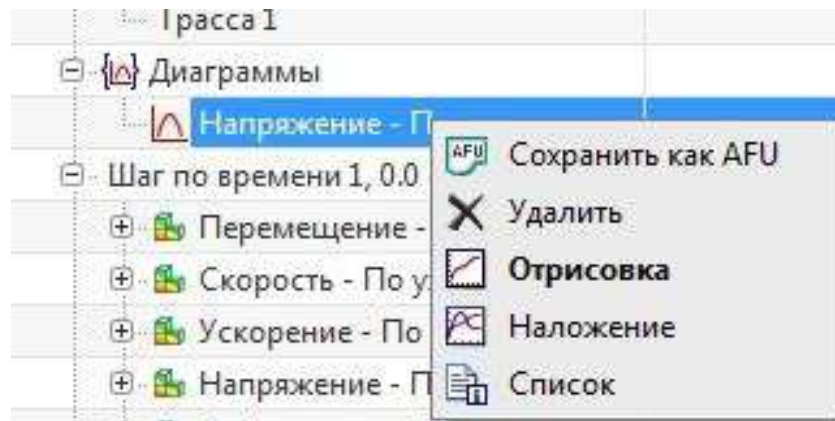 Трасса 1
Диаграммы
Напряжение - П
AFU Сохранить как AFU
Шаг по времени 1, 0.0
Удалить
Перемещение -
Отрисовка
Скорость - По у
Наложение
Ускорение - По
Список
Напряжение - П